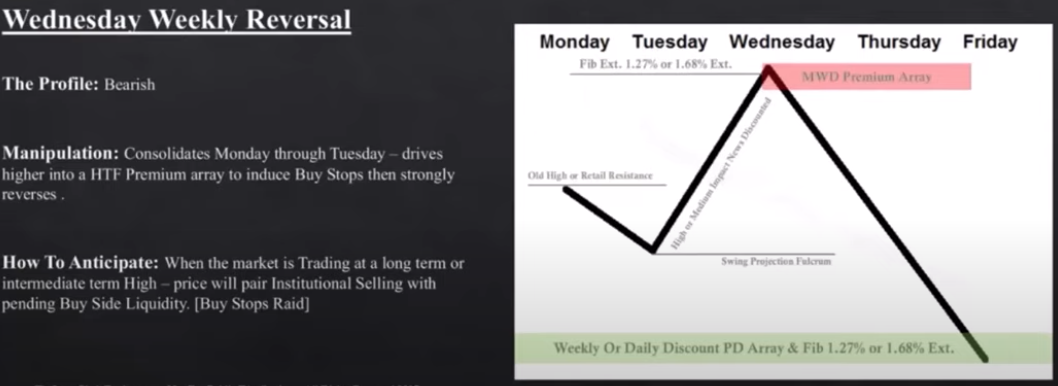 Wednesday Weekly Reversal
The Profile: Bearish
Manipulation: Consolidates Monday through Tuesday – drives
higher into a HTF Premium array to induce Buy Stops then strongly
reverses .
How To Anticipate: When the market is Trading at a long term or
intermediate term High – price will pair Institutional Selling with
pending Buy Side Liquidity. [Buy Stops Raid]
Monday Tuesday Wednesday Thursday Friday
Fib Ext. 1.27% or 1.68% Ext.
MWD Premium Array
High or Medium Impact News Discounted
Old High or Retail Resistance
Swing Projection Fulcrum
Weekly Or Daily Discount PD Array & Fib 1.27% or 1.68% Ext.